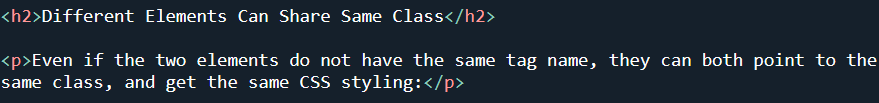 <h2>Different Elements Can Share Same Class</h2>
<p>Even if the two elements do not have the same tag name, they can both point to the
same class, and get the same CSS styling:</p>